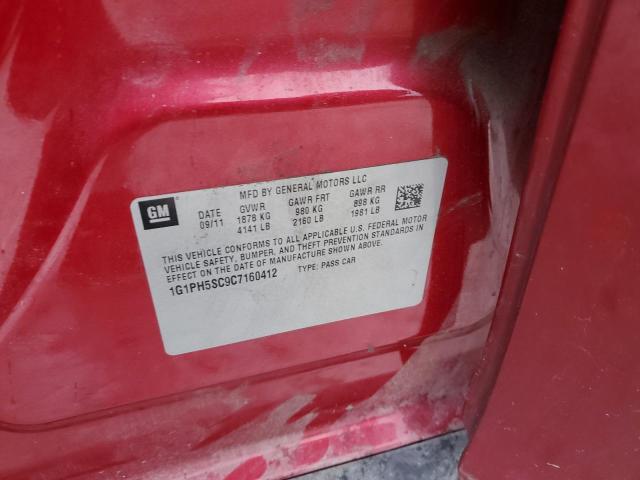 MFD BY GENERAL MOTORS LLC
GM DATE GVWR GAWR FRT GAWR RR
09/11 1878 KG 980 KG 898 KG
4141 LB 2160 LB 1981 LB
THIS VEHICLE CONFORMS TO ALL APPLICABLE U.S. FEDERAL MOTOR
VEHICLE SAFETY, BUMPER, AND THEFT PREVENTION STANDARDS IN
EFFECT ON THE DATE OF MANUFACTURE SHOWN ABOVE.
1G1PH5SC9C7160412 TYPE: PASS CAR